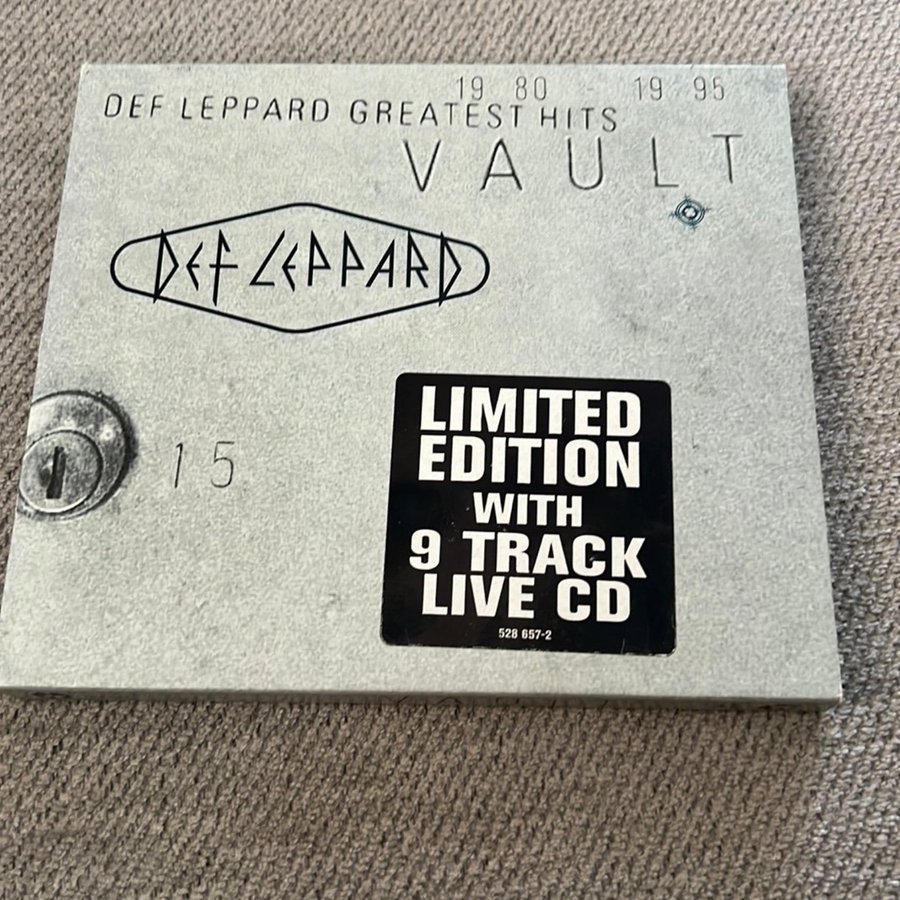 19 80 - 19 95
DEF LEPPARD GREATEST HITS
VAULT
DEF LEPPARD
15
LIMITED
EDITION
WITH
9 TRACK
LIVE CD
528 657-2